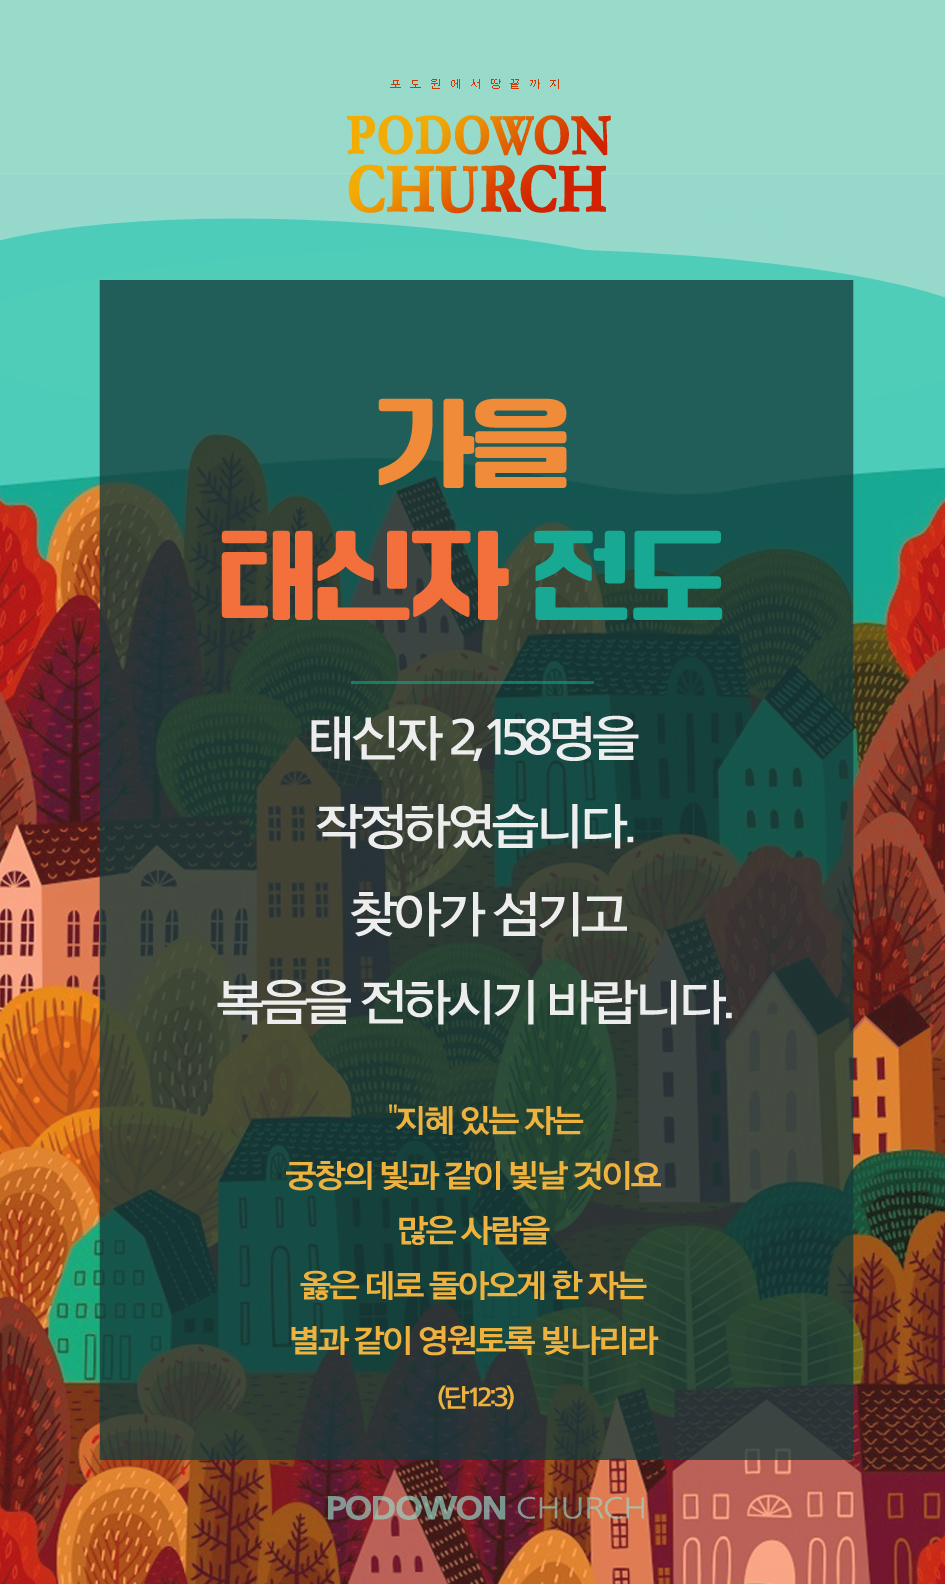 포도원에서땅끝까지
PODOWON
CHURCH
가을
태신자 전도
태신자 2,158명을
작정하였습니다.
찾아가 섬기고
복음을 전하시기 바랍니다.
"지혜 있는 자는
궁창의 빛과 같이 빛날 것이요
많은 사람을
옳은 데로 돌아오게 한 자는
별과 같이 영원토록 빛나리라
(단12:3)
PODOWON CHURCH